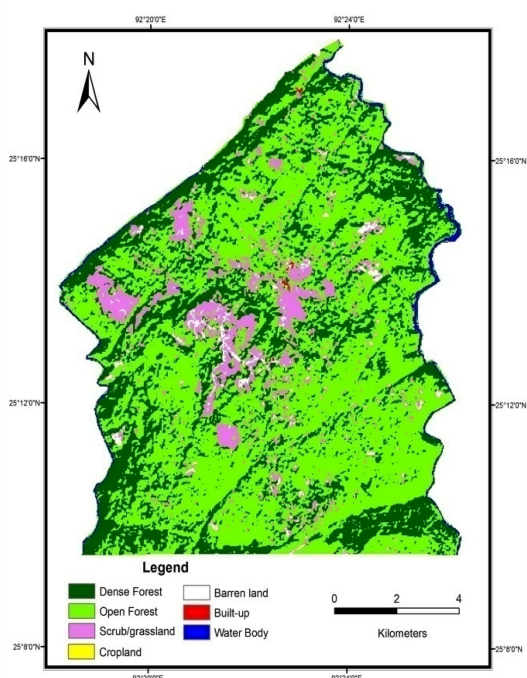 92°20'0"E 92°24'0"E
N
25°16'0"N 25°16'0"N
25°12'0"N 25°12'0"N
Legend
Dense Forest Barren land
Open Forest Built-up
Scrub/grassland Water Body
Cropland
0 2 4
Kilometers
25°8'0"N 25°8'0"N